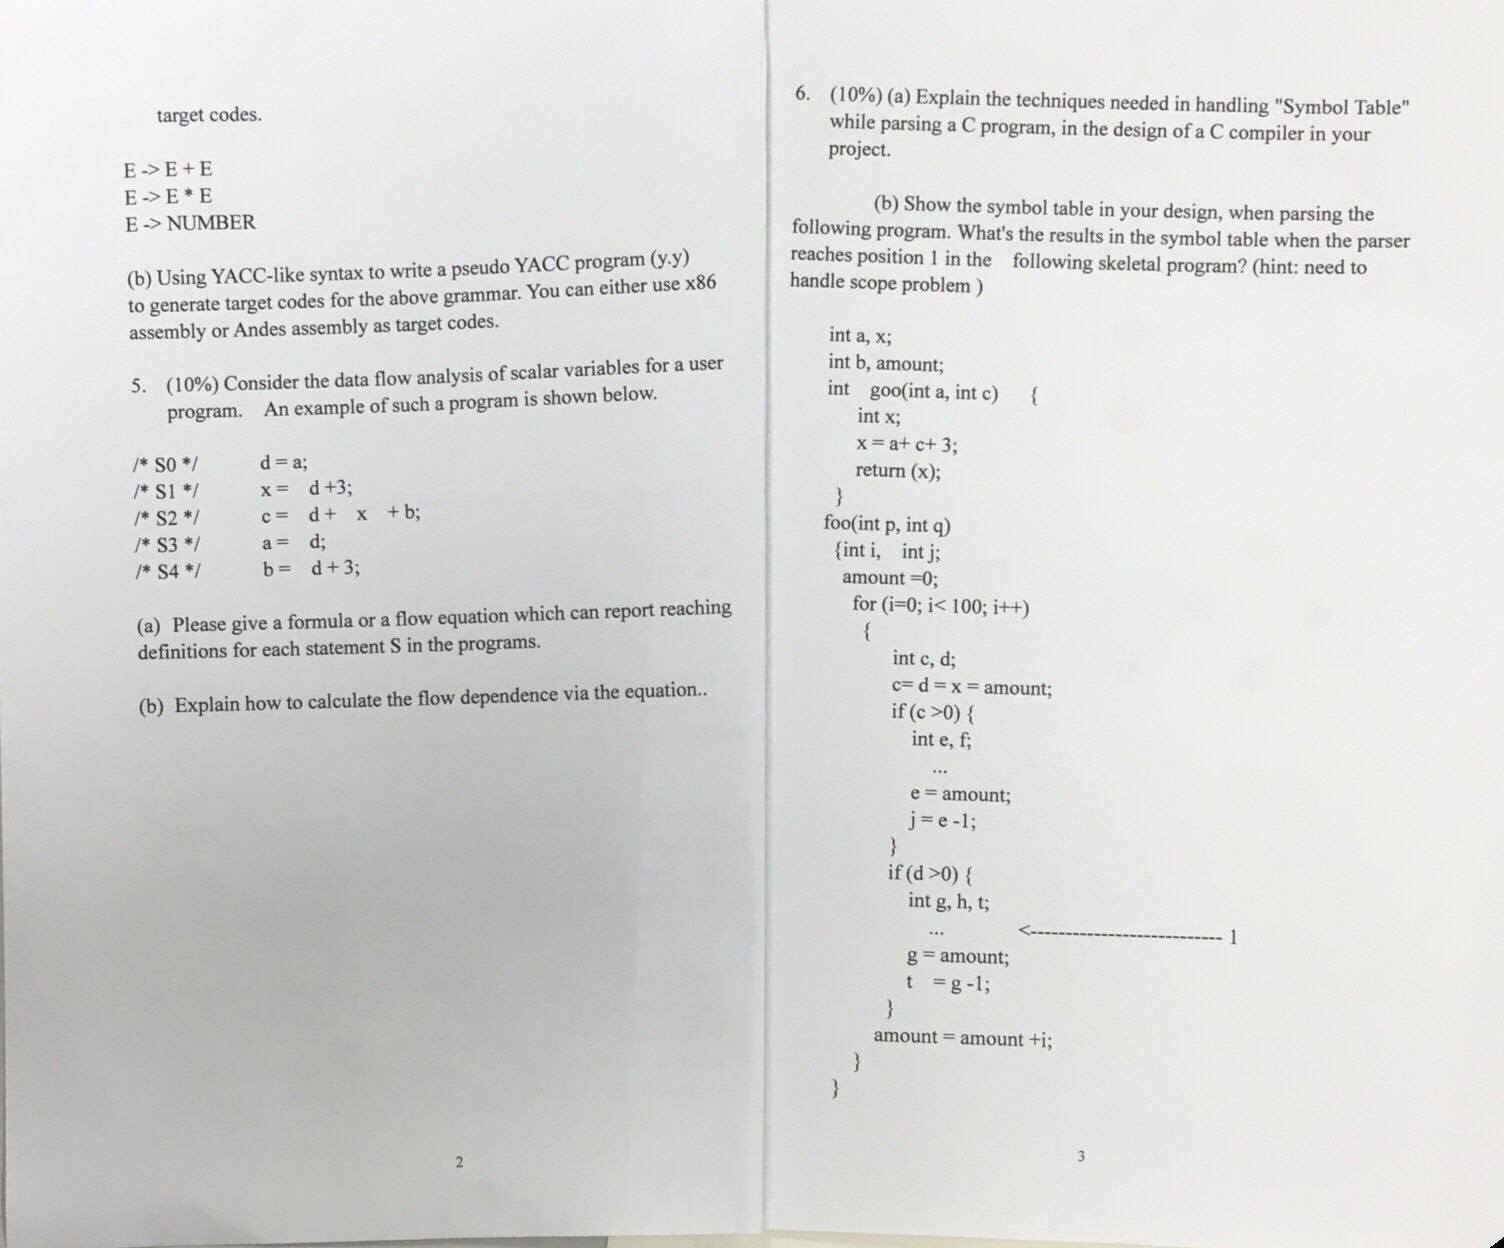 target codes.
E -> E + E
E -> E * E
E -> NUMBER
(b) Using YACC-like syntax to write a pseudo YACC program (y.y)
to generate target codes for the above grammar. You can either use x86
assembly or Andes assembly as target codes.
5. (10%) Consider the data flow analysis of scalar variables for a user
program. An example of such a program is shown below.
/* S0 */ d = a;
/* S1 */ x = d +3;
/* S2 */ c = d + x + b;
/* S3 */ a = d;
/* S4 */ b = d + 3;
(a) Please give a formula or a flow equation which can report reaching
definitions for each statement S in the programs.
(b) Explain how to calculate the flow dependence via the equation..
2
6. (10%) (a) Explain the techniques needed in handling "Symbol Table"
while parsing a C program, in the design of a C compiler in your
project.
(b) Show the symbol table in your design, when parsing the
following program. What's the results in the symbol table when the parser
reaches position 1 in the following skeletal program? (hint: need to
handle scope problem )
int a, x;
int b, amount;
int goo(int a, int c) {
int x;
x = a+ c+ 3;
return (x);
}
foo(int p, int q)
{int i, int j;
amount =0;
for (i=0; i< 100; i++)
{
int c, d;
c= d = x = amount;
if (c >0) {
int e, f;
...
e = amount;
j = e -1;
}
if (d >0) {
int g, h, t;
... <--------------------------- 1
g = amount;
t = g -1;
}
amount = amount +i;
}
}
3